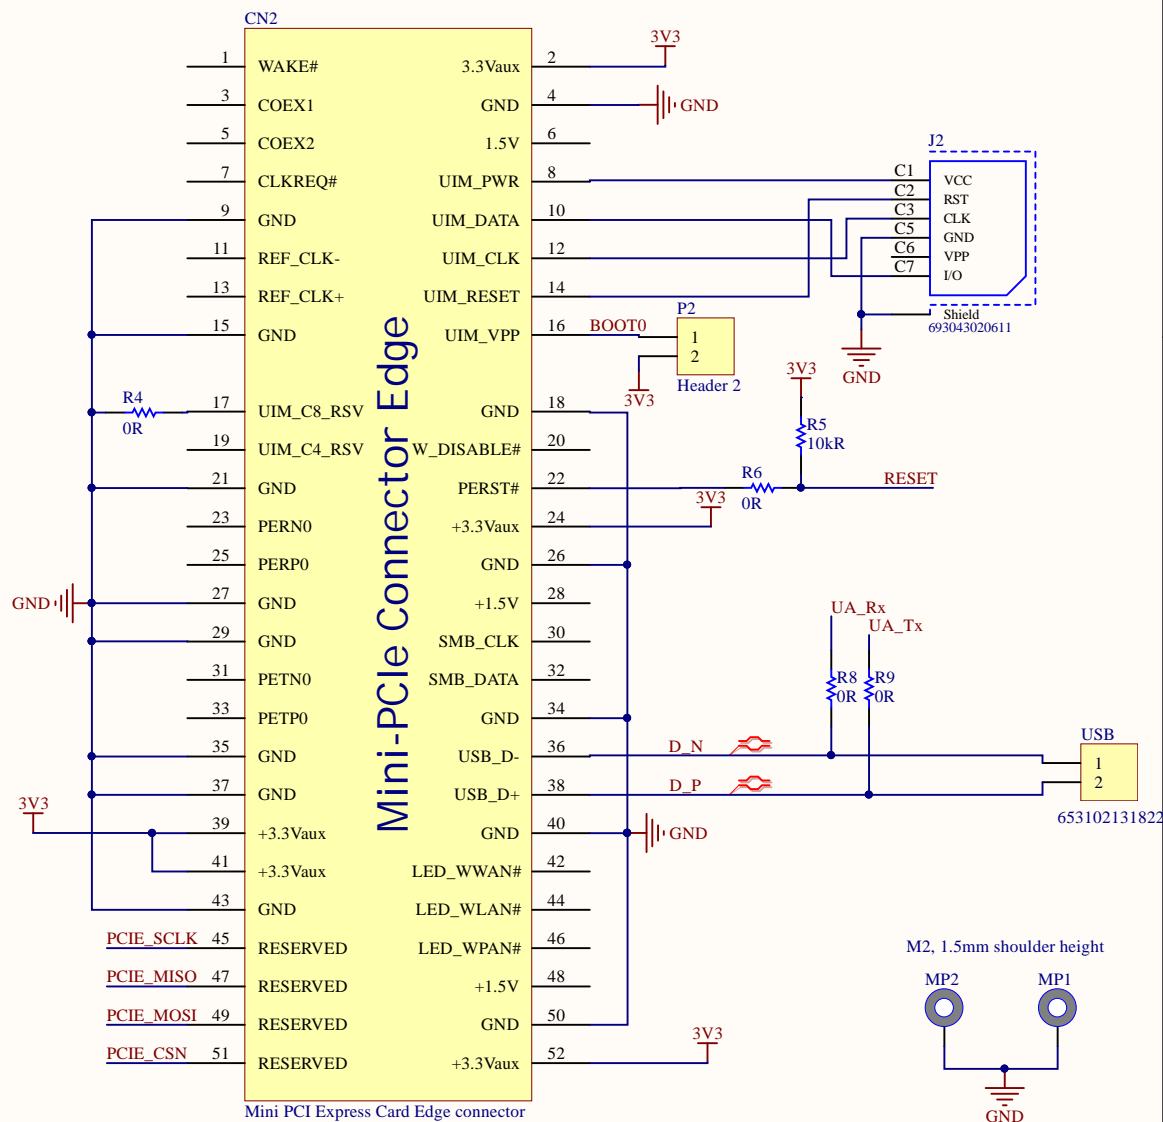 CN2
1 WAKE# 3.3Vaux 2 3V3
3 COEX1 GND 4 GND
5 COEX2 1.5V 6
7 CLKREQ# UIM_PWR 8
9 GND UIM_DATA 10
11 REF_CLK- UIM_CLK 12
13 REF_CLK+ UIM_RESET 14
15 GND UIM_VPP 16 BOOT0
17 UIM_C8_RSV GND 18
19 UIM_C4_RSV W_DISABLE# 20
21 GND PERST# 22
23 PERN0 +3.3Vaux 24 3V3
25 PERP0 GND 26
27 GND +1.5V 28
29 GND SMB_CLK 30
31 PETN0 SMB_DATA 32
33 PETP0 GND 34
35 GND USB_D- 36 D_N
37 GND USB_D+ 38 D_P
39 +3.3Vaux GND 40 GND
41 +3.3Vaux LED_WWAN# 42
43 GND LED_WLAN# 44
PCIE_SCLK 45 RESERVED LED_WPAN# 46
PCIE_MISO 47 RESERVED +1.5V 48
PCIE_MOSI 49 RESERVED GND 50
PCIE_CSN 51 RESERVED +3.3Vaux 52 3V3
Mini-PCIe Connector Edge
Mini PCI Express Card Edge connector
R4
0R
GND
3V3
J2
C1 VCC
C2 RST
C3 CLK
C5 GND
C6 VPP
C7 I/O
Shield
693043020611
GND
P2
1
2
Header 2
3V3
3V3
R5
10kR
R6
0R
RESET
UA_Rx
UA_Tx
R8
0R
R9
0R
USB
1
2
653102131822
M2, 1.5mm shoulder height
MP2 MP1
GND